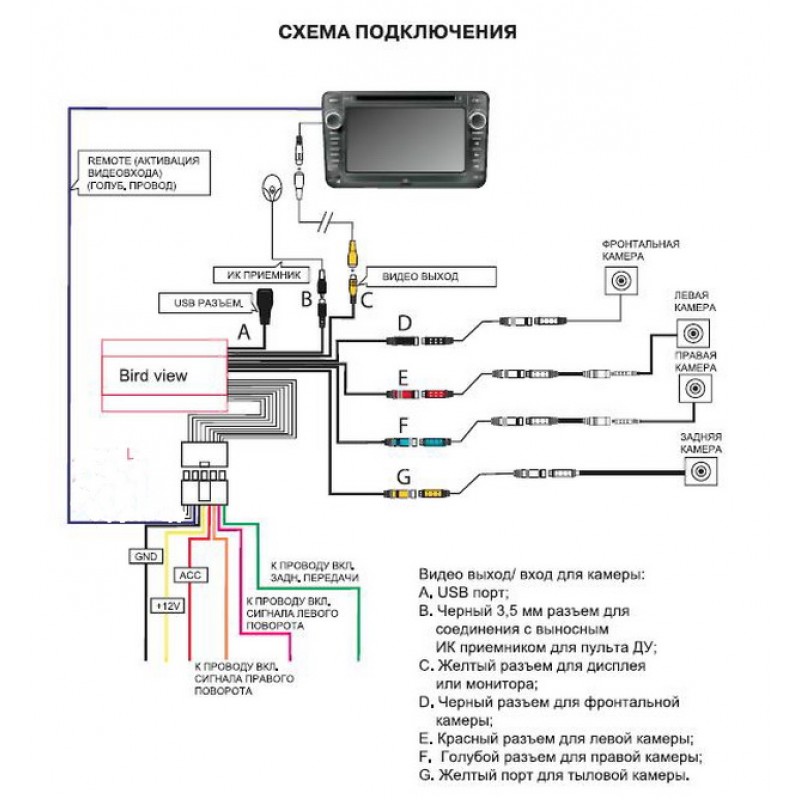 СХЕМА ПОДКЛЮЧЕНИЯ
REMOTE (АКТИВАЦИЯ
ВИДЕОВХОДА)
(ГОЛУБ, ПРОВОД)
ИК ПРИЕМНИК
ВИДЕО ВЫХОД
USB РАЗЪЕМ.
A
B
C
D
E
F
G
ФРОНТАЛЬНАЯ
КАМЕРА
ЛЕВАЯ
КАМЕРА
ПРАВАЯ
КАМЕРА
ЗАДНЯЯ
КАМЕРА
Bird view
L
GND
+12V
ACC
К ПРОВОДУ ВКЛ.
ЗАДН, ПЕРЕДАЧИ
К ПРОВОДУ ВКЛ.
СИГНАЛА ЛЕВОГО
ПОВОРОТА
К ПРОВОДУ ВКЛ.
СИГНАЛА ПРАВОГО
ПОВОРОТА
Видео выход/ вход для камеры:
A. USB порт;
B. Черный 3,5 мм разъем для
соединения с выносным
ИК приемником для пульта ДУ;
C. Желтый разъем для дисплея
или монитора;
D. Черный разъем для фронтальной
камеры;
E. Красный разъем для левой камеры;
F. Голубой разъем для правой камеры;
G. Желтый порт для тыловой камеры.